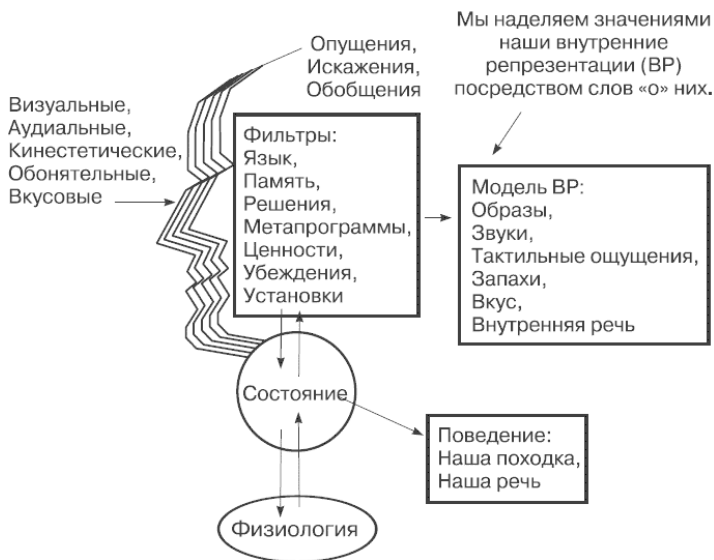 Мы наделяем значениями
наши внутренние
репрезентации (ВР)
посредством слов «о» них.
Опущения,
Искажения,
Обобщения
Визуальные,
Аудиальные,
Кинестетические,
Обонятельные,
Вкусовые
Фильтры:
Язык,
Память,
Решения,
Метапрограммы,
Ценности,
Убеждения,
Установки
Модель ВР:
Образы,
Звуки,
Тактильные ощущения,
Запахи,
Вкус,
Внутренняя речь
Состояние
Поведение:
Наша походка,
Наша речь
Физиология